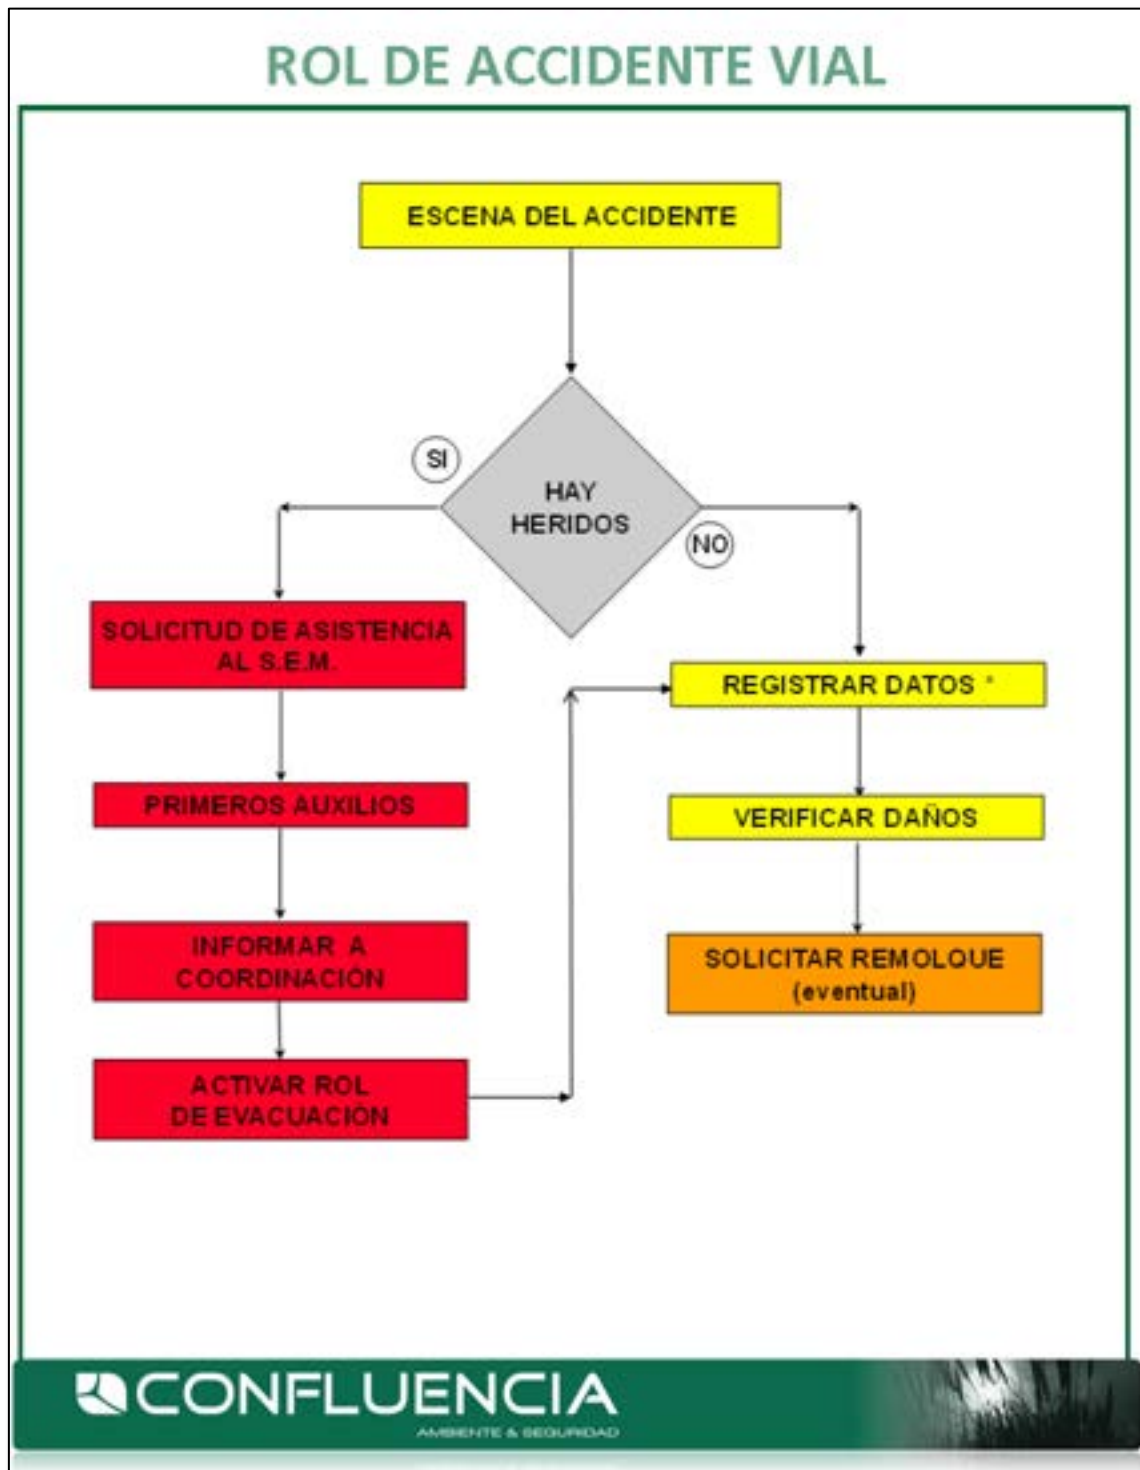 ROL DE ACCIDENTE VIAL
ESCENA DEL ACCIDENTE
HAY
HERIDOS
SI
NO
SOLICITUD DE ASISTENCIA
AL S.E.M.
PRIMEROS AUXILIOS
INFORMAR A
COORDINACIÓN
ACTIVAR ROL
DE EVACUACIÓN
REGISTRAR DATOS *
VERIFICAR DAÑOS
SOLICITAR REMOLQUE
(eventual)
CONFLUENCIA
AMBIENTE & SEGURIDAD